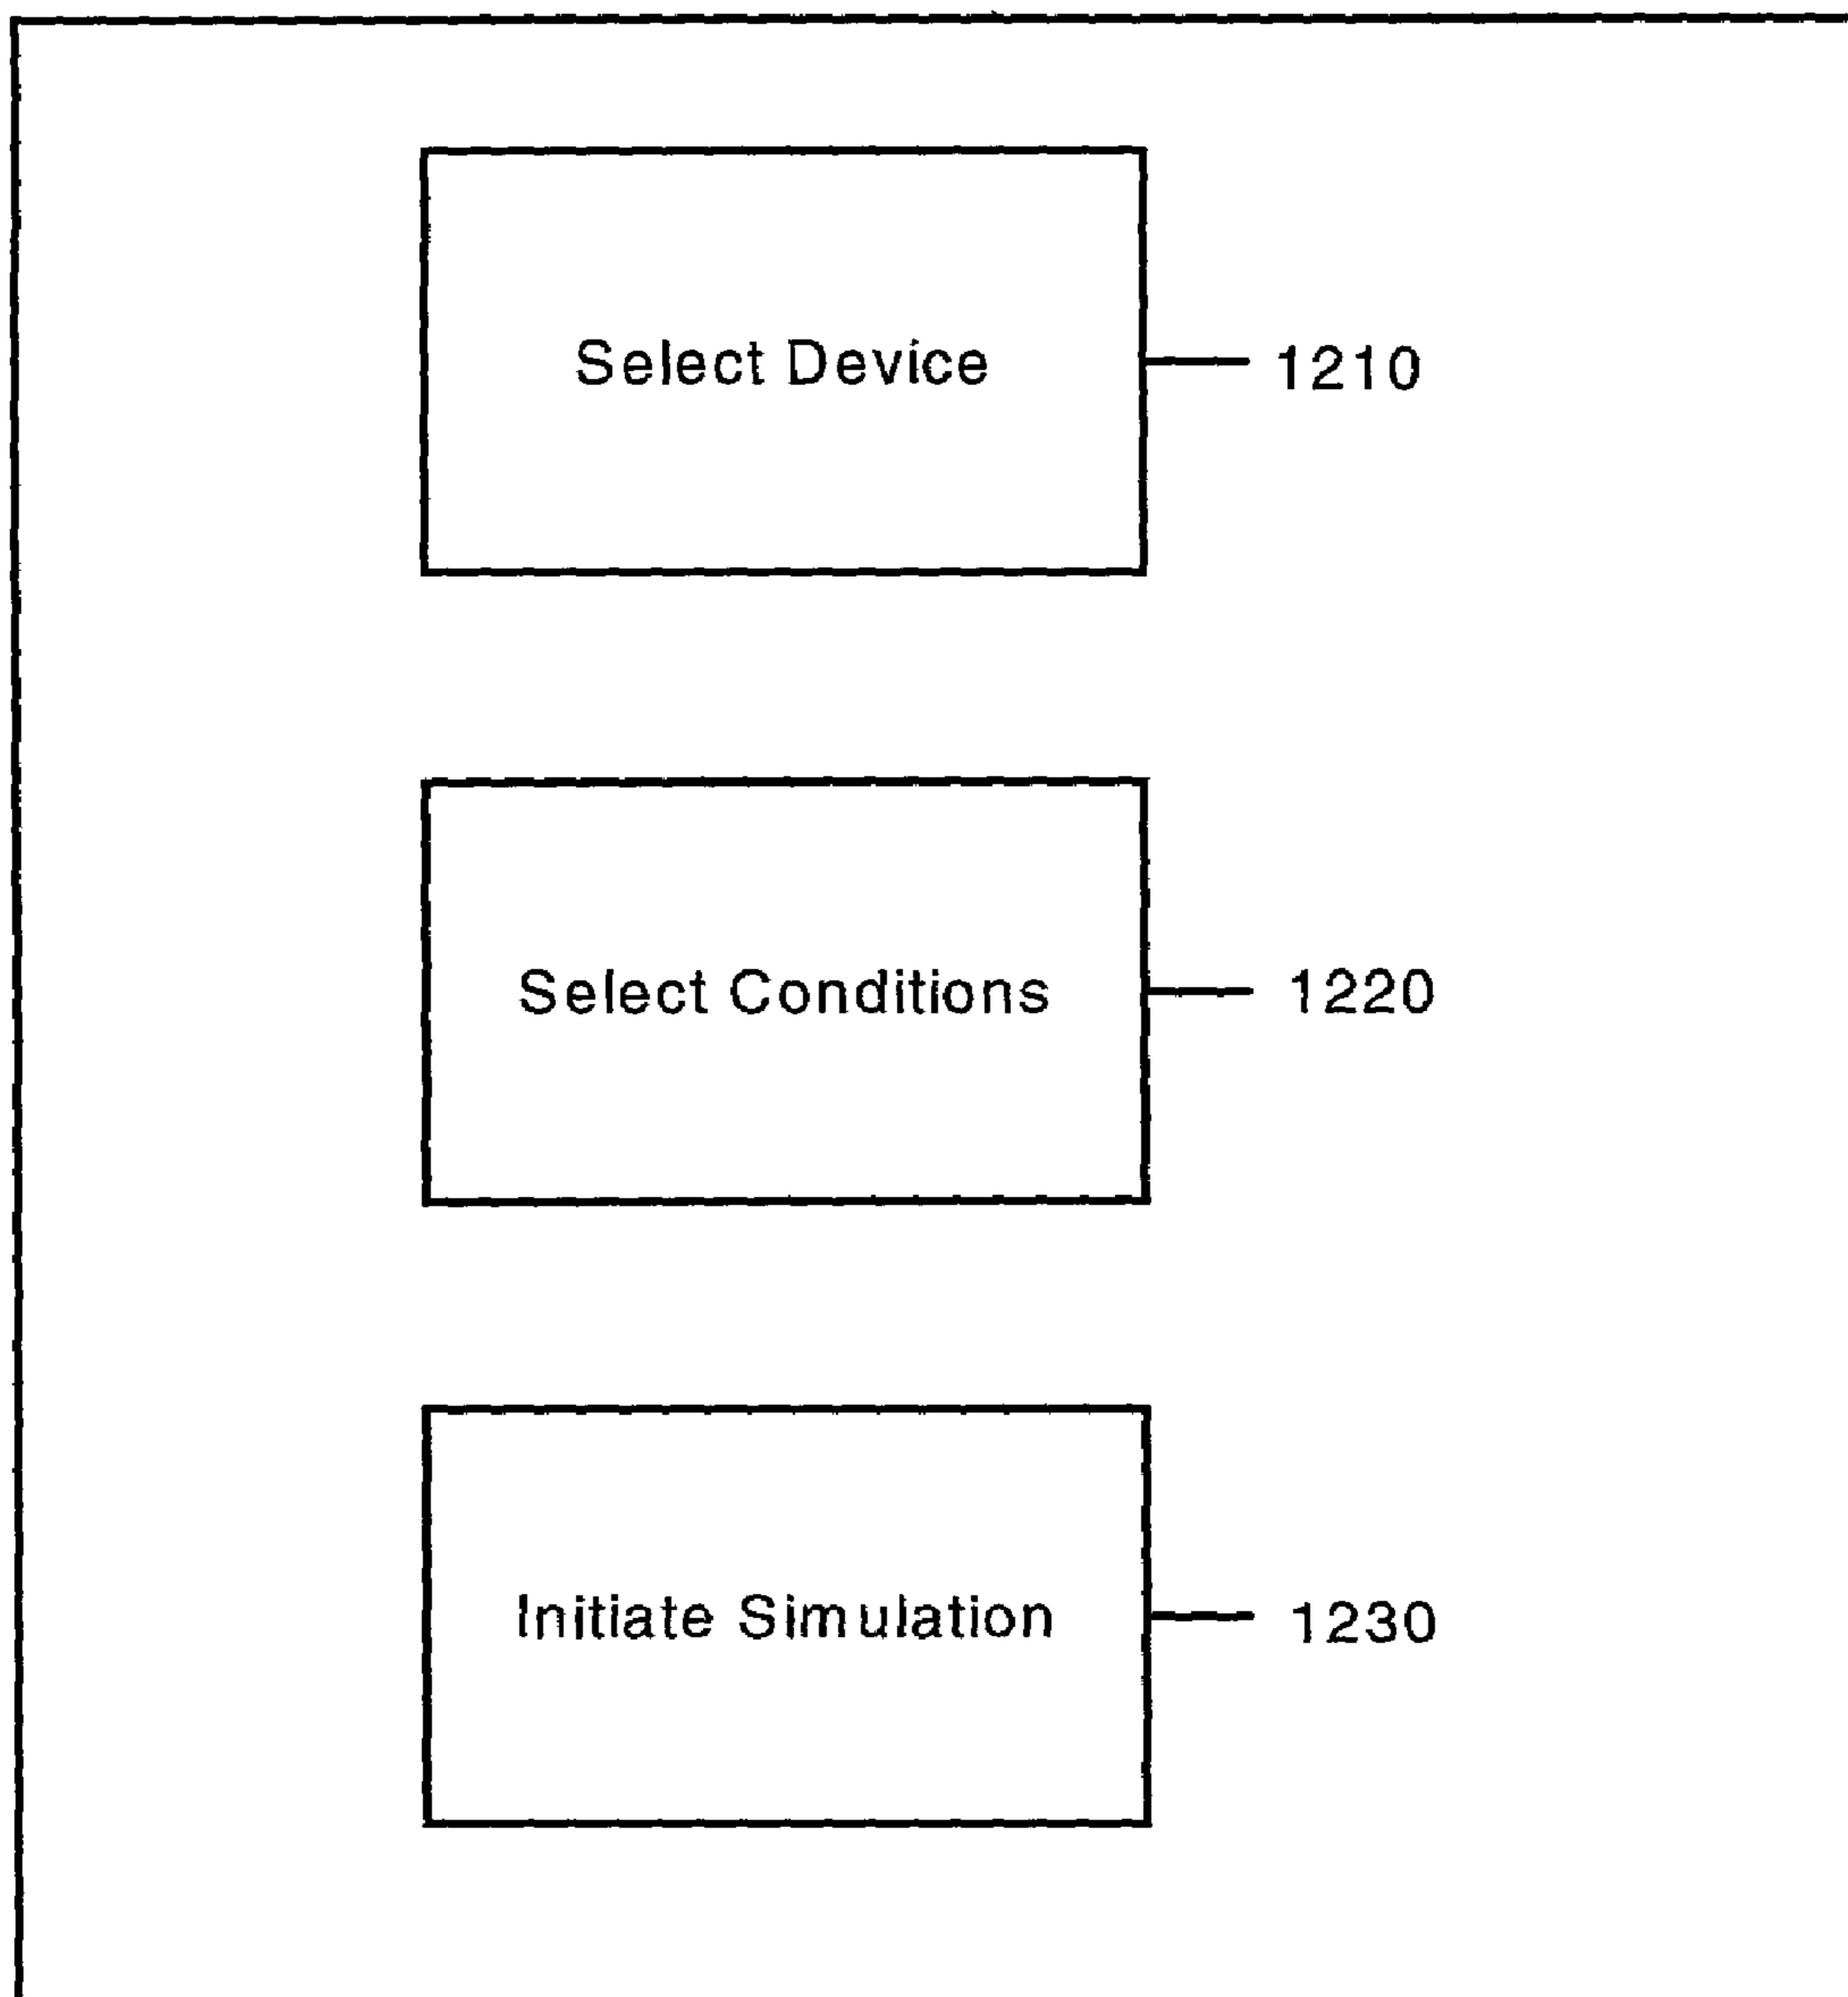 Select Device
1210
Select Conditions
1220
Initiate Simulation
1230